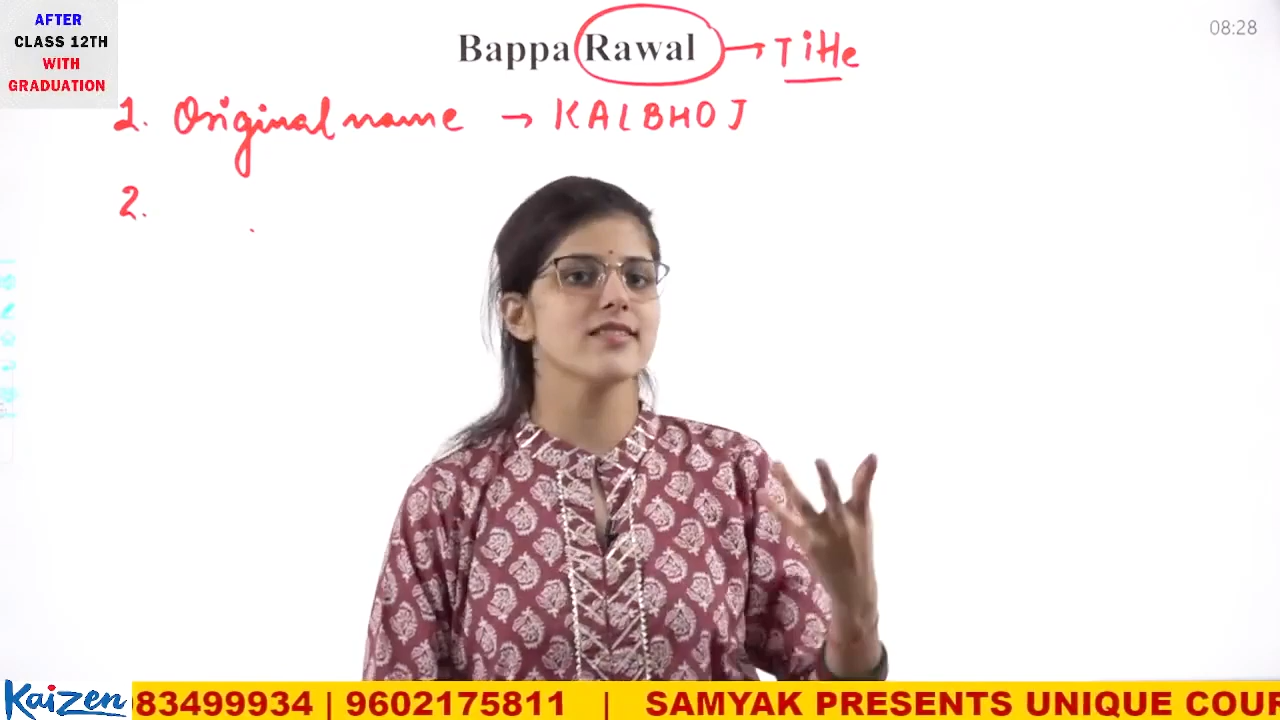 AFTER
CLASS 12TH
WITH
GRADUATION
08:28
Bappa Rawal → Title
1. Original name → KALBHOJ
2.
Kaizen
83499934 | 9602175811 | SAMYAK PRESENTS UNIQUE COUR